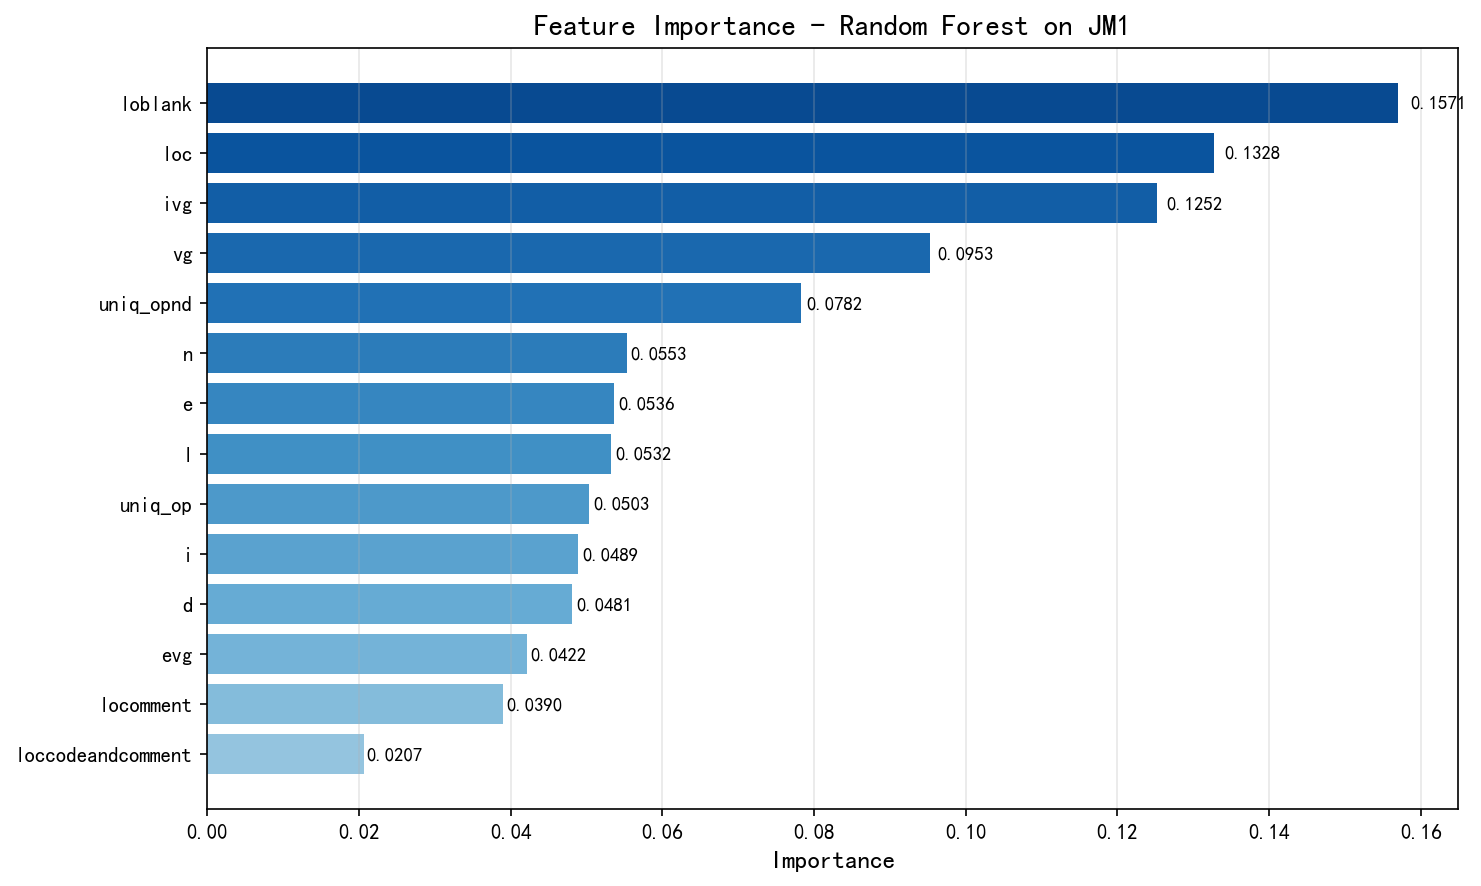 Feature Importance - Random Forest on JM1
loblank 0.1571
loc 0.1328
ivg 0.1252
vg 0.0953
uniq_opnd 0.0782
n 0.0553
e 0.0536
l 0.0532
uniq_op 0.0503
i 0.0489
d 0.0481
evg 0.0422
locomment 0.0390
loccodeandcomment 0.0207
0.00 0.02 0.04 0.06 0.08 0.10 0.12 0.14 0.16
Importance